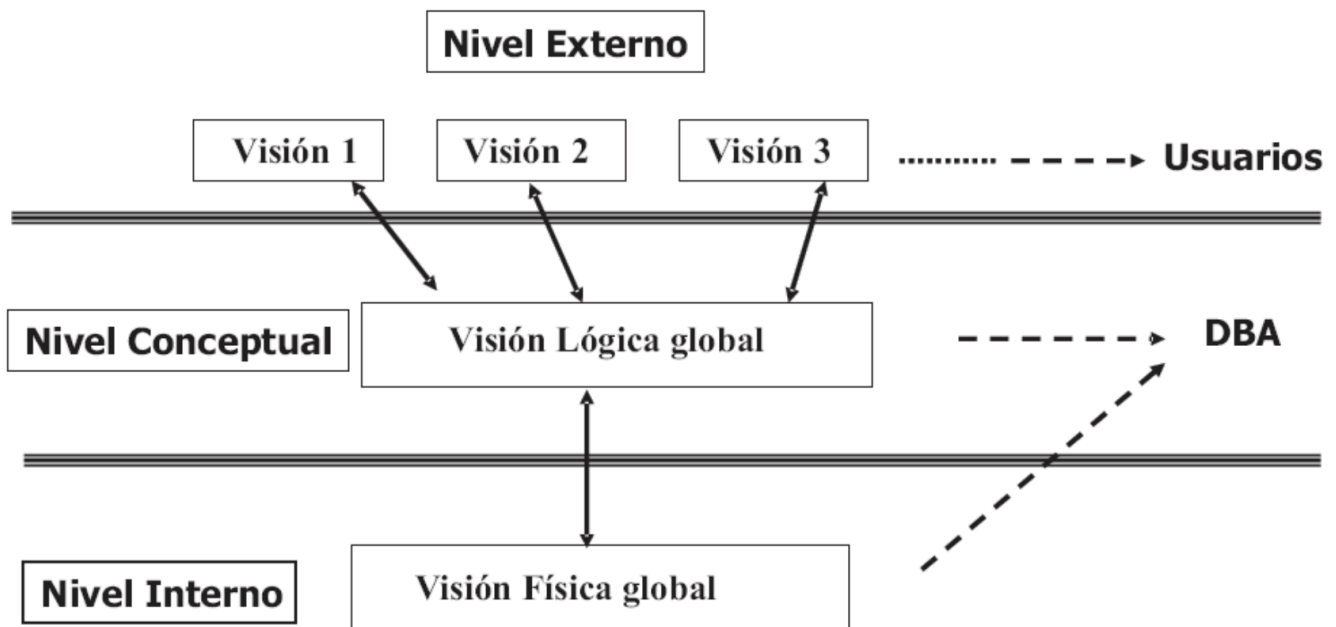 Nivel Externo
Visión 1
Visión 2
Visión 3
Usuarios
Nivel Conceptual
Visión Lógica global
DBA
Nivel Interno
Visión Física global